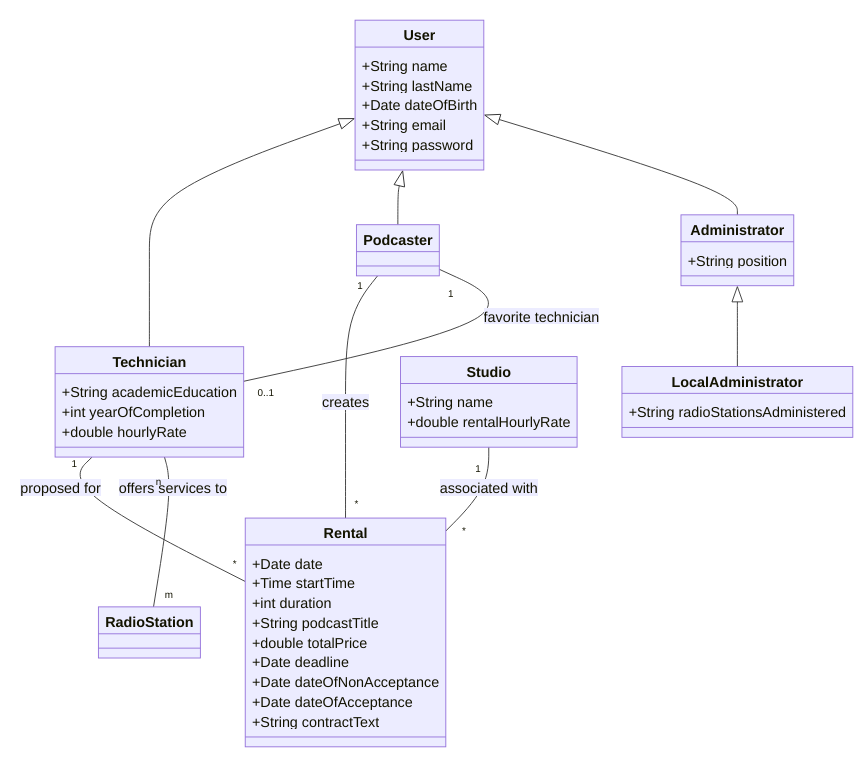 User
+String name
+String lastName
+Date dateOfBirth
+String email
+String password
Podcaster
Administrator
+String position
1
1
favorite technician
Technician
+String academicEducation
+int yearOfCompletion
+double hourlyRate
0..1
creates
Studio
+String name
+double rentalHourlyRate
LocalAdministrator
+String radioStationsAdministered
1
proposed for
n
offers services to
1
associated with
*
*
*
m
RadioStation
Rental
+Date date
+Time startTime
+int duration
+String podcastTitle
+double totalPrice
+Date deadline
+Date dateOfNonAcceptance
+Date dateOfAcceptance
+String contractText